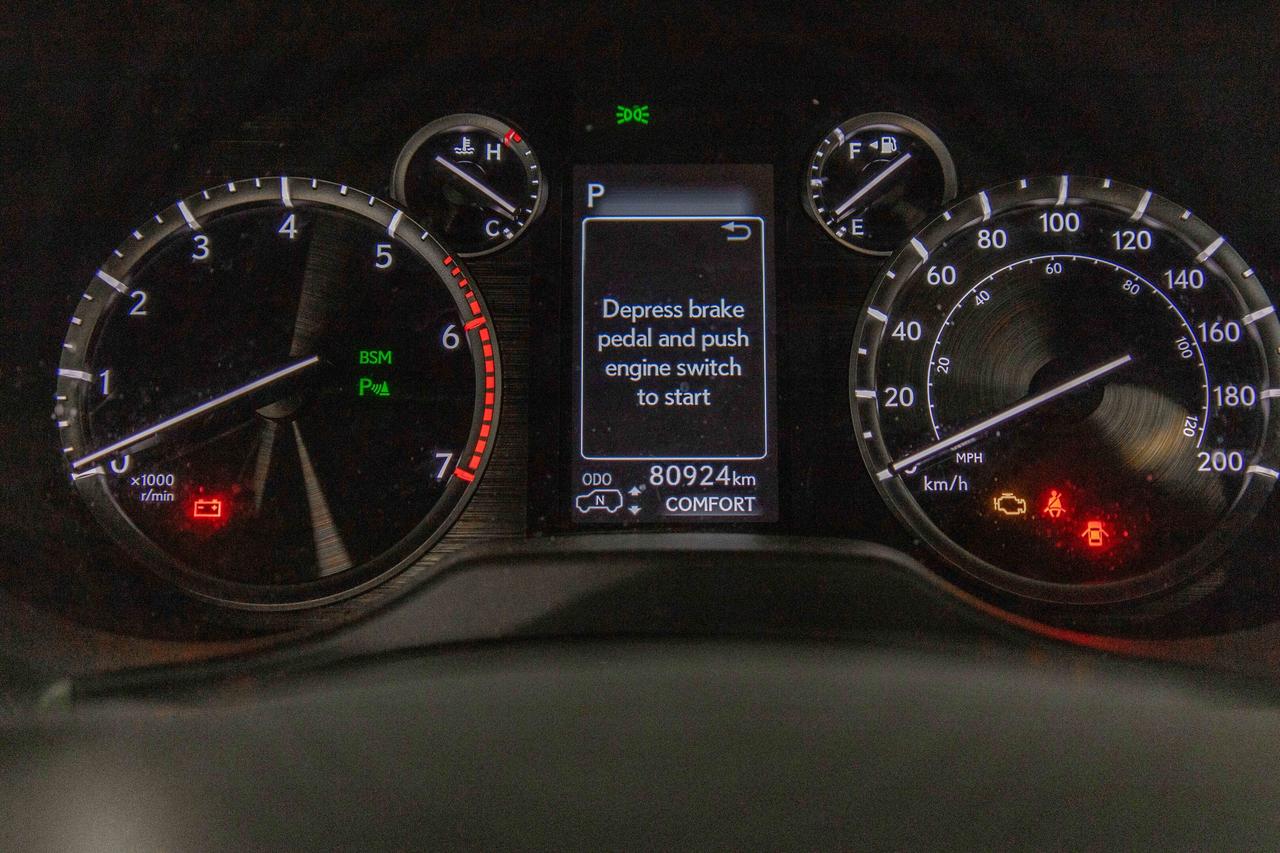 H
C
F
E
P
Depress brake
pedal and push
engine switch
to start
ODO 80924km
N COMFORT
0
1
2
3
4
5
6
7
x1000
r/min
BSM
P
20
40
60
80
100
120
140
160
180
200
20
40
60
80
100
120
MPH
km/h